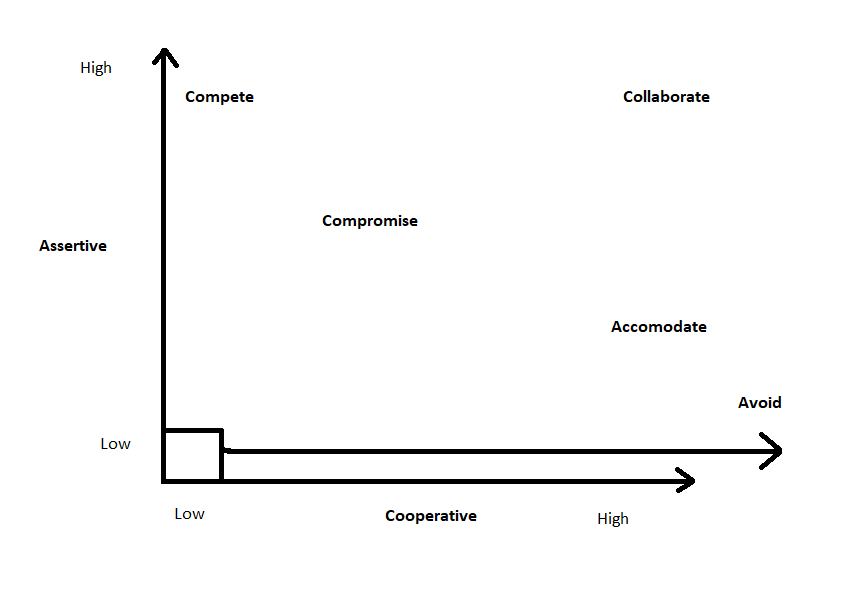 High
Compete
Collaborate
Compromise
Assertive
Accomodate
Avoid
Low
Low
Cooperative
High